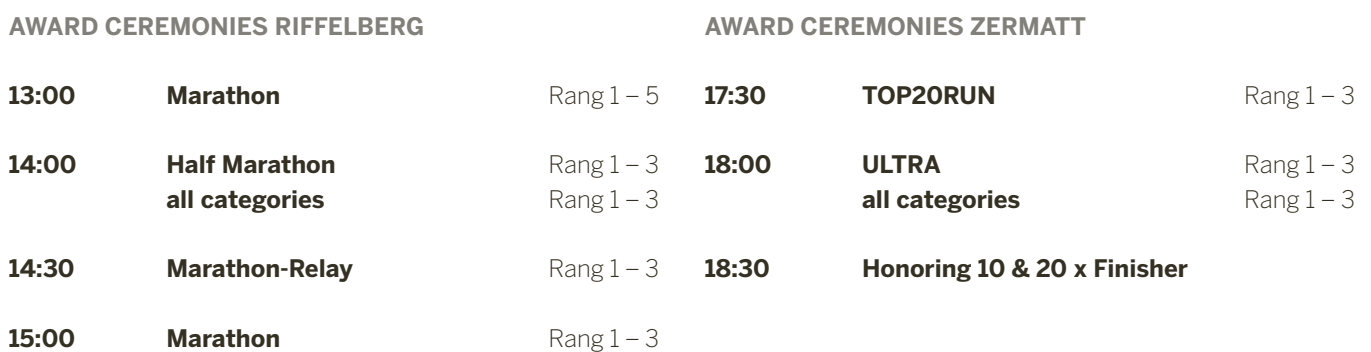 AWARD CEREMONIES RIFFELBERG
13:00 Marathon Rang 1 – 5
14:00 Half Marathon Rang 1 – 3
all categories Rang 1 – 3
14:30 Marathon-Relay Rang 1 – 3
15:00 Marathon Rang 1 – 3
AWARD CEREMONIES ZERMATT
17:30 TOP20RUN Rang 1 – 3
18:00 ULTRA Rang 1 – 3
all categories Rang 1 – 3
18:30 Honoring 10 & 20 x Finisher